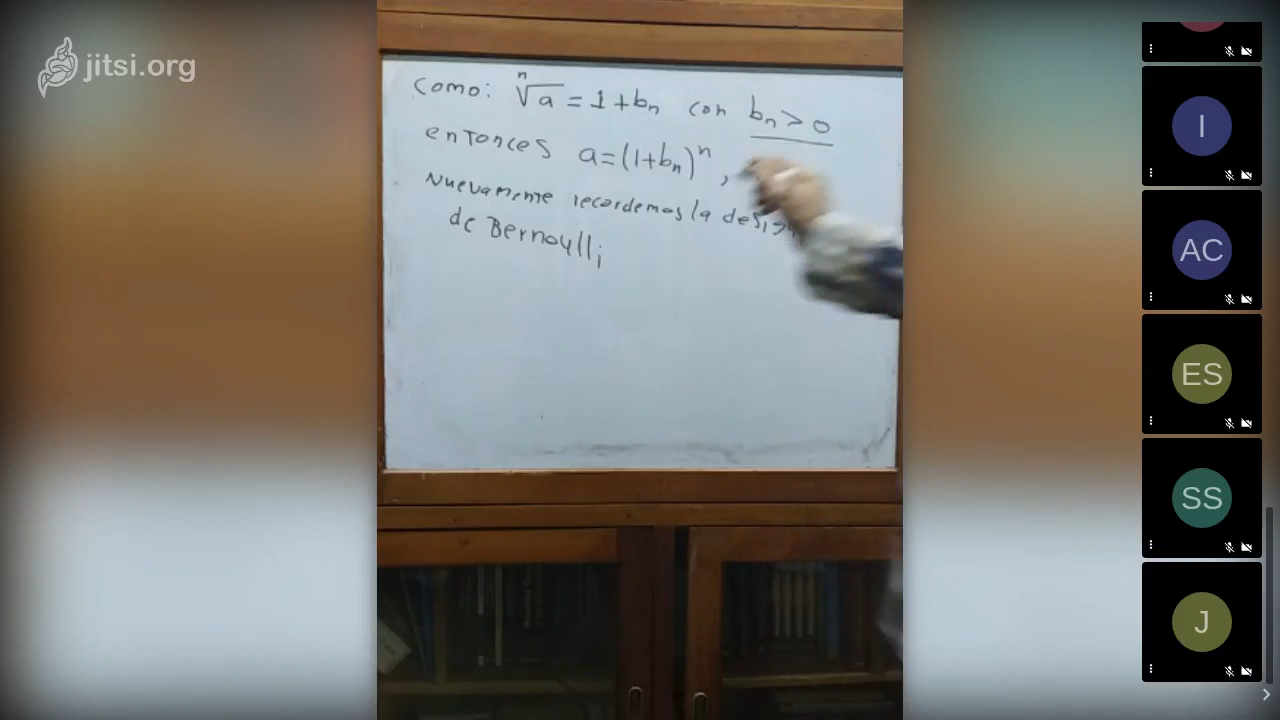 jitsi.org
Como: ⁿ√a = 1 + bₙ con bₙ > 0
entonces a = (1+bₙ)ⁿ,
Nuevamente recordemos la
de Bernoulli
I
AC
ES
SS
J